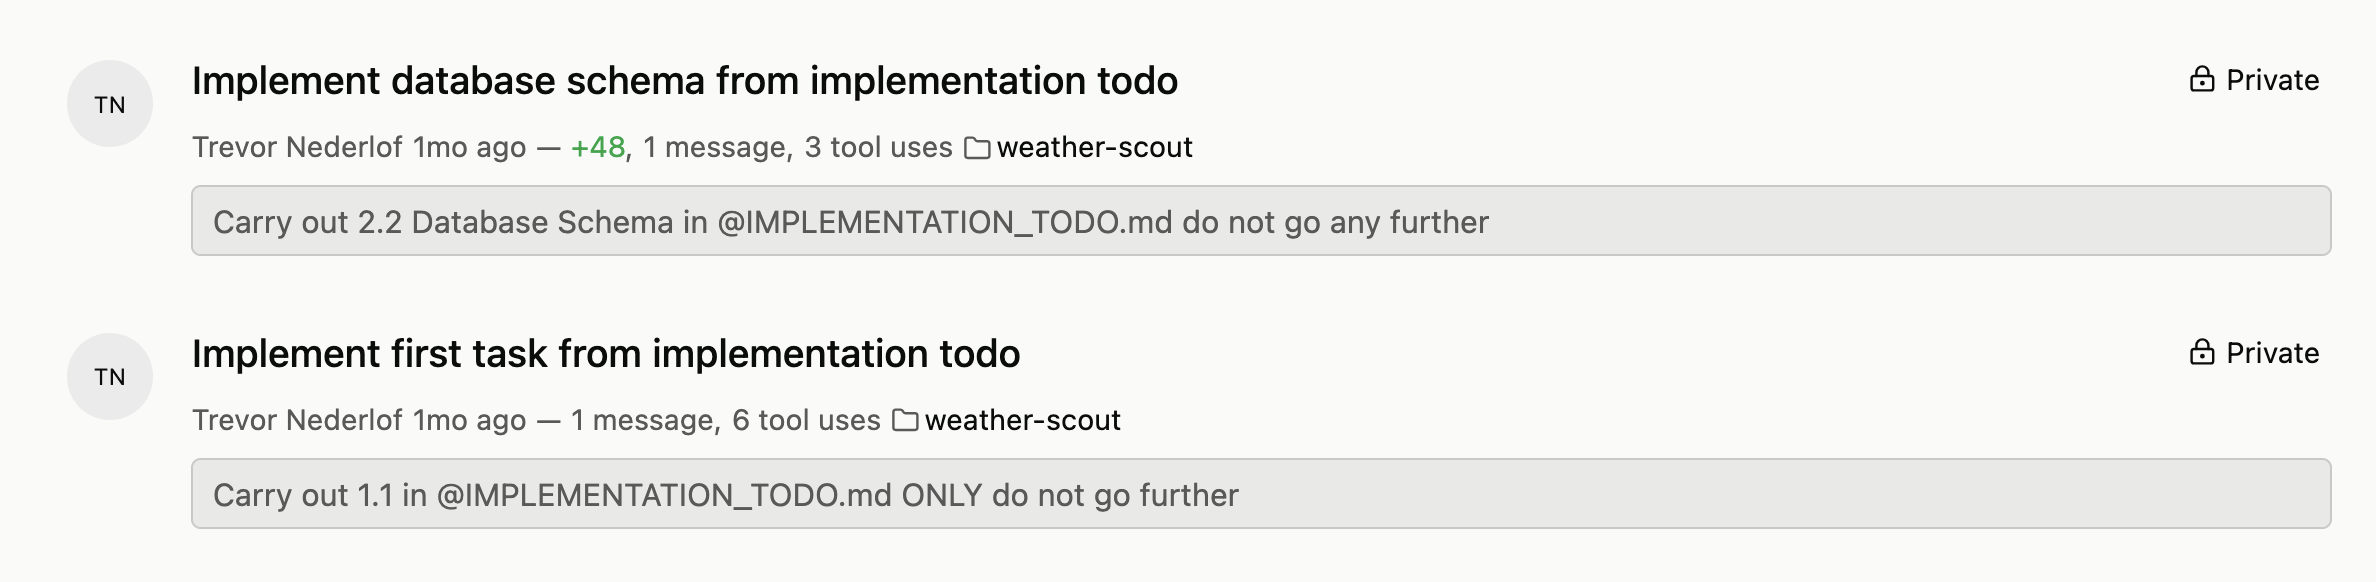 TN
Implement database schema from implementation todo
Private
Trevor Nederlof 1mo ago — +48, 1 message, 3 tool uses weather-scout
Carry out 2.2 Database Schema in @IMPLEMENTATION_TODO.md do not go any further
TN
Implement first task from implementation todo
Private
Trevor Nederlof 1mo ago — 1 message, 6 tool uses weather-scout
Carry out 1.1 in @IMPLEMENTATION_TODO.md ONLY do not go further